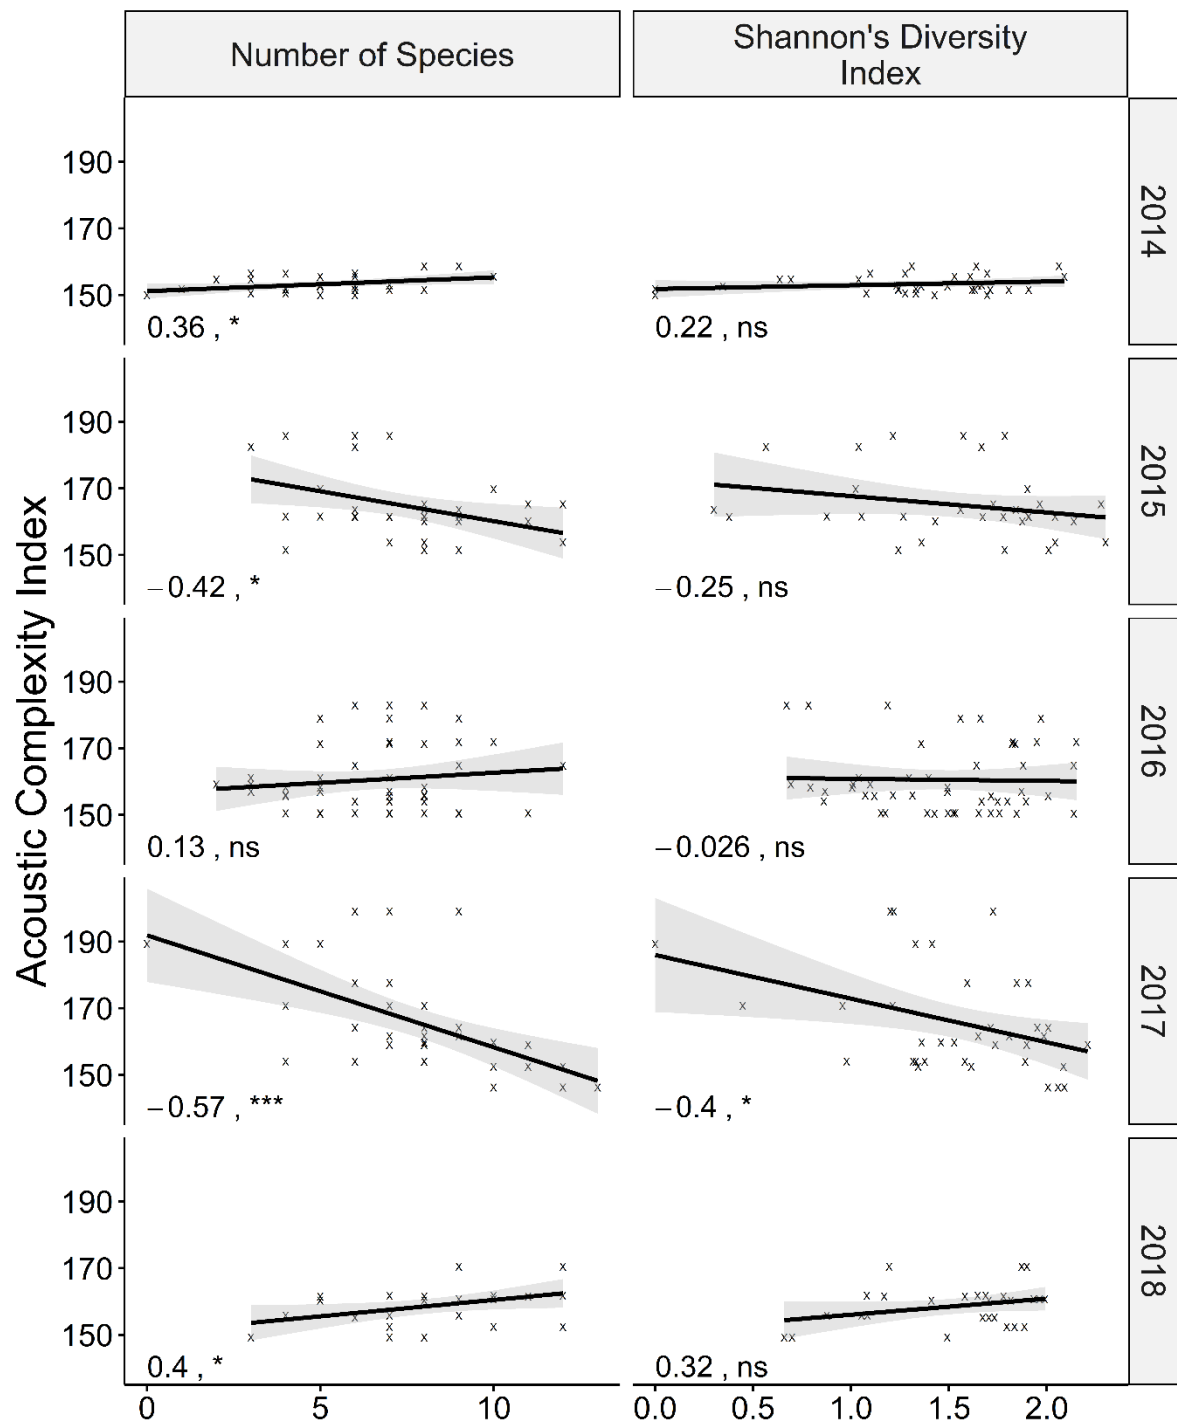 Number of Species
Shannon's Diversity
Index
Acoustic Complexity Index
2014
190
170
150
0.36 , *
0.22 , ns
2015
190
170
150
−0.42 , *
−0.25 , ns
2016
190
170
150
0.13 , ns
−0.026 , ns
2017
190
170
150
−0.57 , ***
−0.4 , *
2018
190
170
150
0.4 , *
0.32 , ns
0 5 10
0.0 0.5 1.0 1.5 2.0